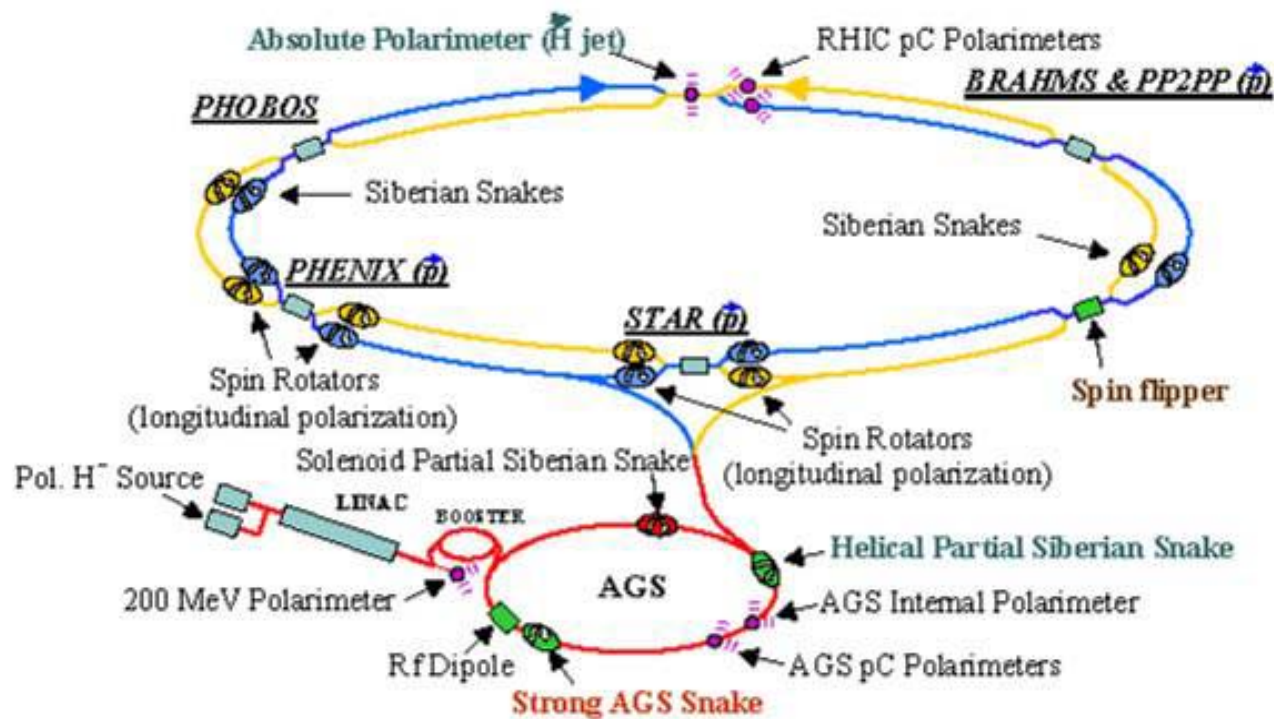 Absolute Polarimeter (H⃗ jet)
RHIC pC Polarimeters
BRAHMS & PP2PP (p⃗)
PHOBOS
Siberian Snakes
Siberian Snakes
PHENIX (p⃗)
STAR (p⃗)
Spin Rotators
(longitudinal polarization)
Spin flipper
Spin Rotators
(longitudinal polarization)
Solenoid Partial Siberian Snake
Pol. H⁻ Source
LINAC
BOOSTER
AGS
Helical Partial Siberian Snake
200 MeV Polarimeter
AGS Internal Polarimeter
Rf Dipole
AGS pC Polarimeters
Strong AGS Snake